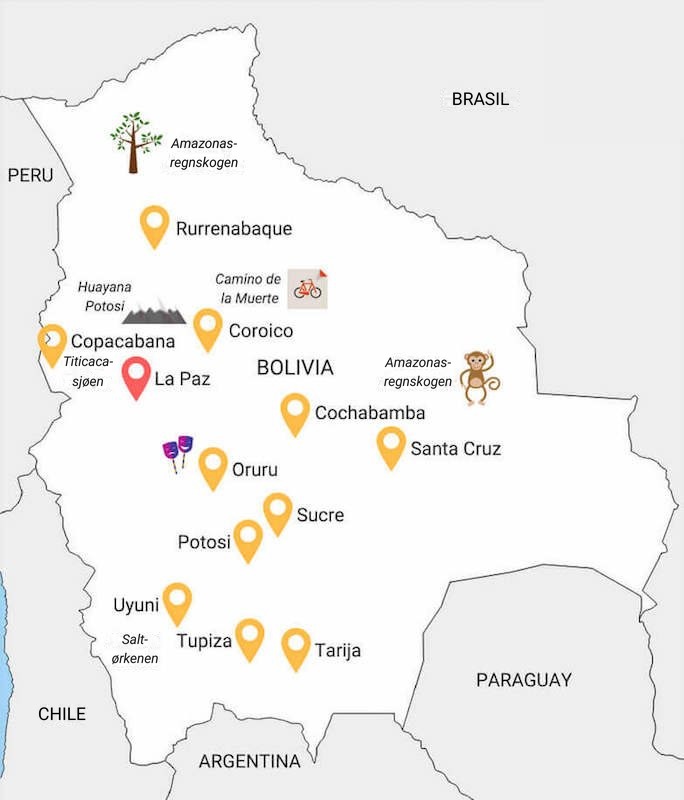 BRASIL
Amazonas-
regnskogen
PERU
Rurrenabaque
Huayana
Potosi
Camino de
la Muerte
Coroico
Copacabana
Titicaca-
sjøen
La Paz
BOLIVIA
Amazonas-
regnskogen
Cochabamba
Santa Cruz
Oruru
Sucre
Potosi
Uyuni
Salt-
ørkenen
Tupiza
Tarija
PARAGUAY
CHILE
ARGENTINA